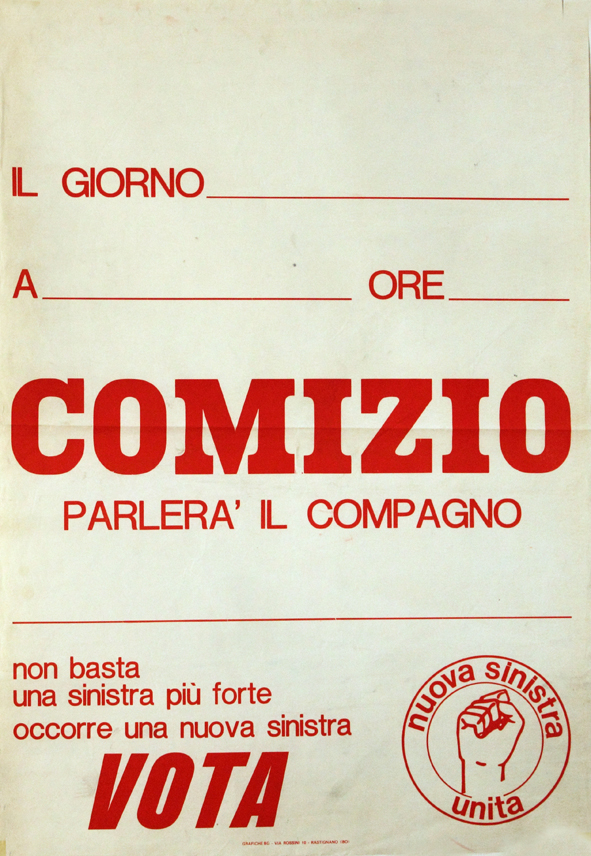 IL GIORNO
A ORE
COMIZIO
PARLERA' IL COMPAGNO
non basta
una sinistra più forte
occorre una nuova sinistra
VOTA
nuova sinistra
unita